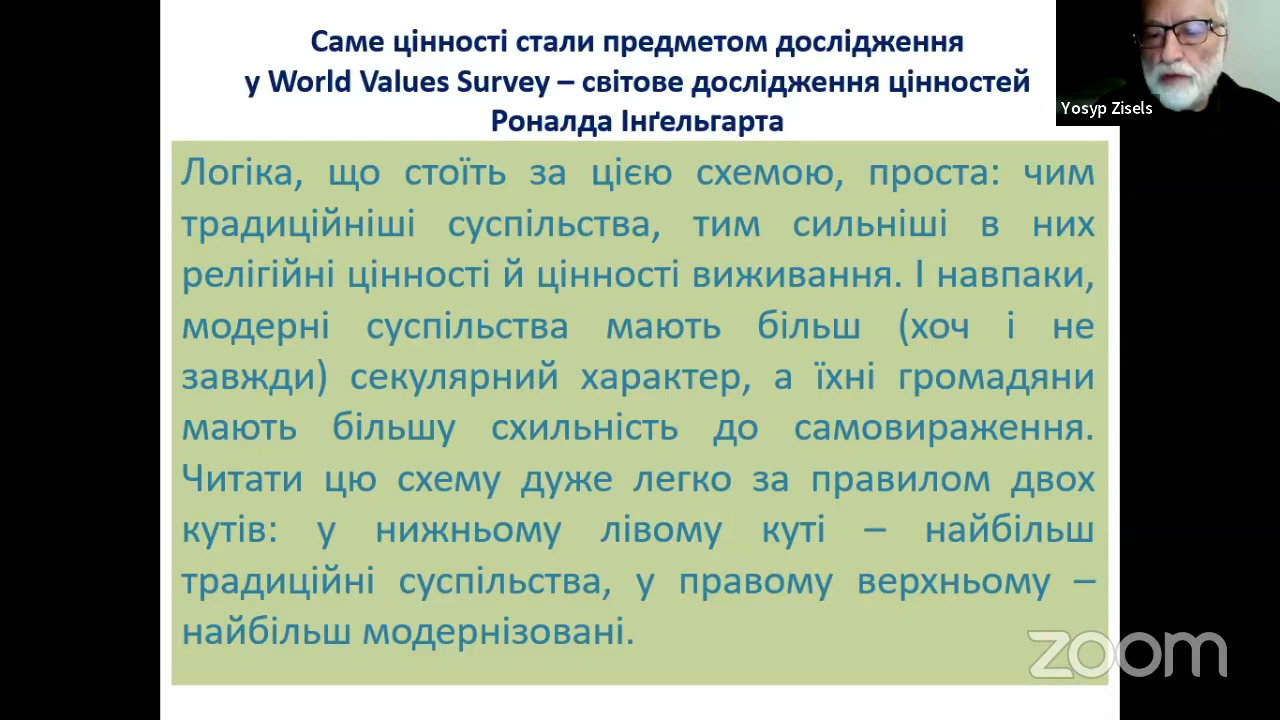 Саме цінності стали предметом дослідження
у World Values Survey – світове дослідження цінностей
Роналда Інґельгарта
Yosyp Zisels
Логіка, що стоїть за цією схемою, проста: чим
традиційніші суспільства, тим сильніші в них
релігійні цінності й цінності виживання. І навпаки,
модерні суспільства мають більш (хоч і не
завжди) секулярний характер, а їхні громадяни
мають більшу схильність до самовираження.
Читати цю схему дуже легко за правилом двох
кутів: у нижньому лівому куті – найбільш
традиційні суспільства, у правому верхньому –
найбільш модернізовані.
zoom